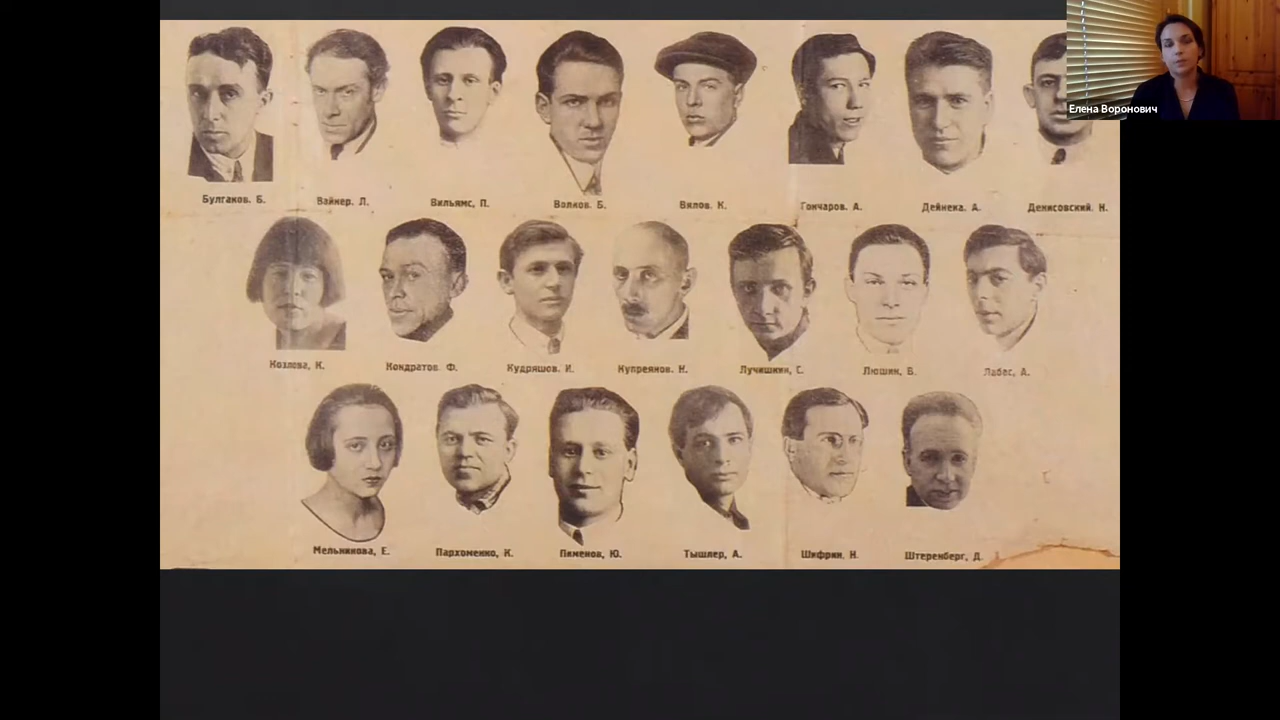 Елена Воронович
Булгаков. Б. Вайнер. Л. Вильямс, П. Волков. Б. Вялов. К. Гончаров. А. Дейнека. А. Денисовский. Н.
Козлова, К. Кондратов Ф. Кудряшов. И. Купреянов. Н. Лучишкин, С. Люшин, В. Лабас, А.
Мельникова, Е. Пархоменко, К. Пименов, Ю. Тышлер, А. Шифрин, Н. Штеренберг, Д.